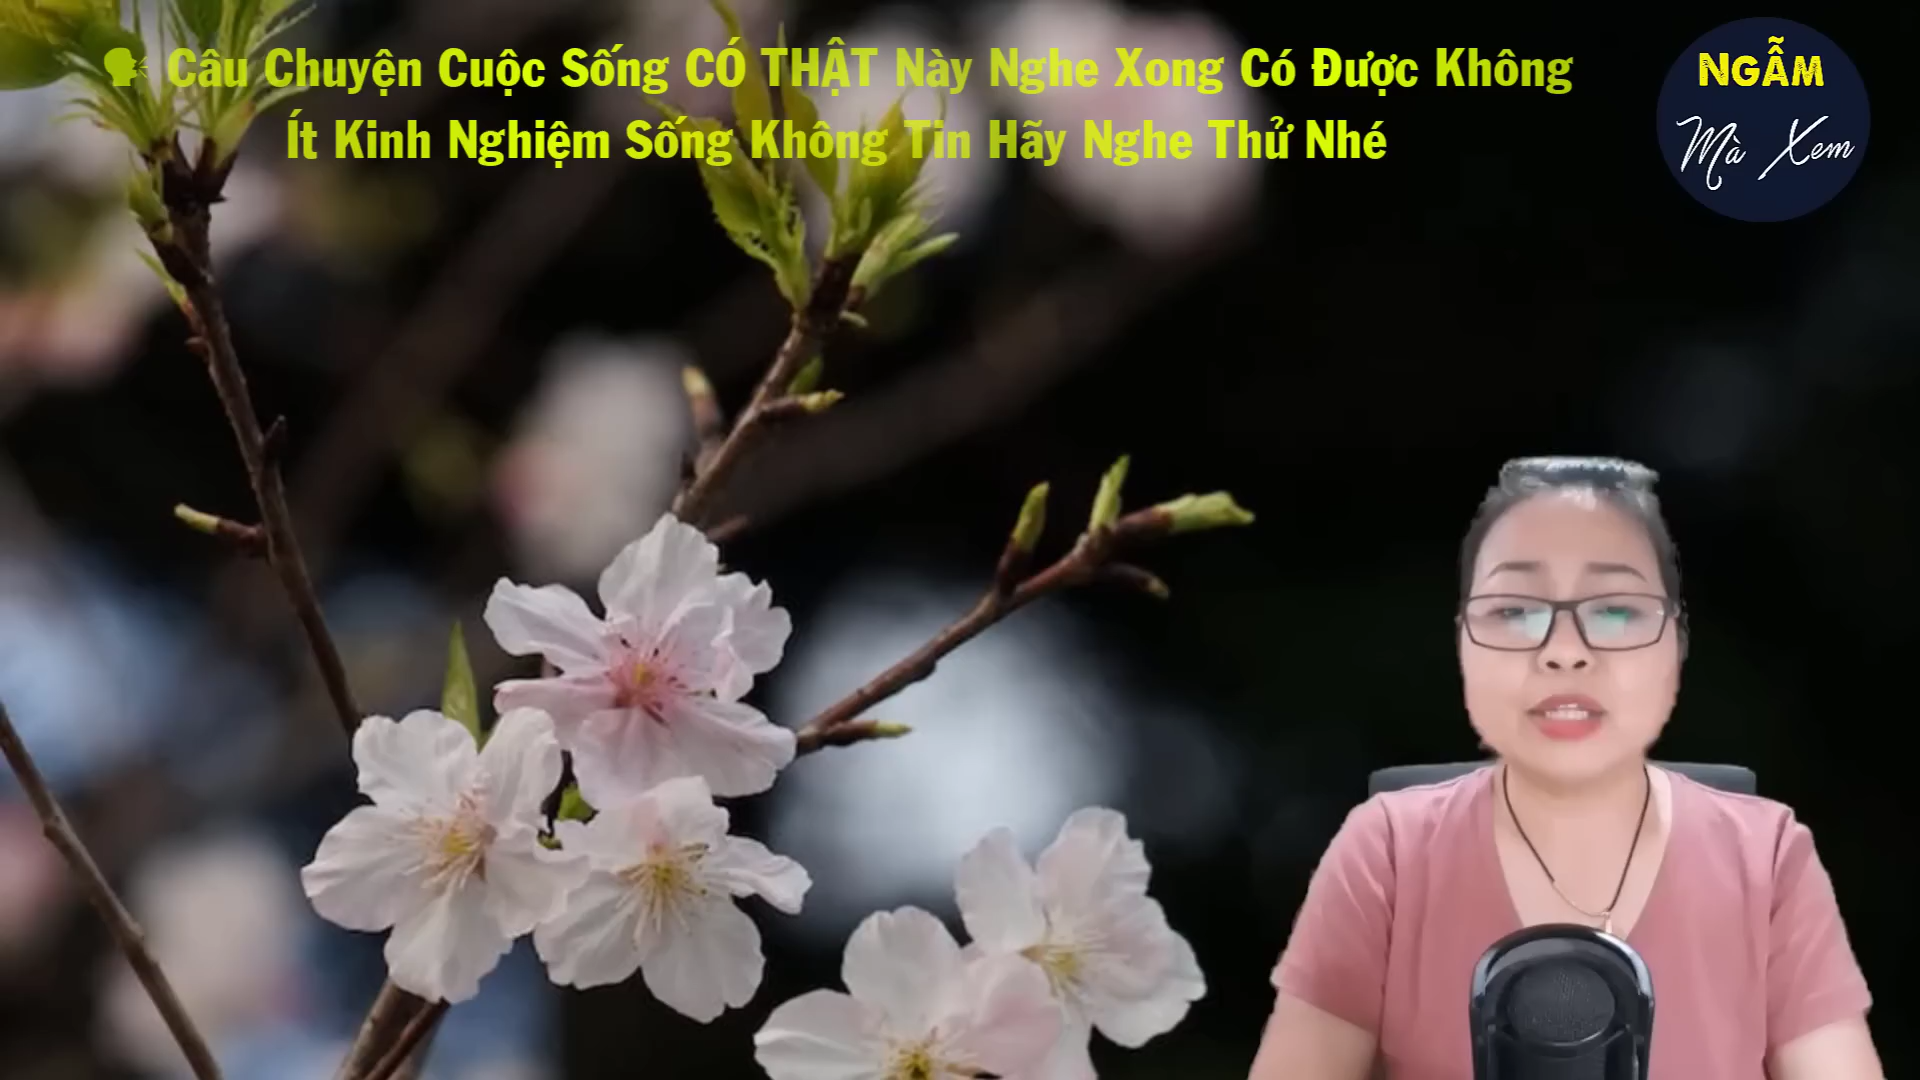 Câu Chuyện Cuộc Sống CÓ THẬT Này Nghe Xong Có Được Không
Ít Kinh Nghiệm Sống Không Tin Hãy Nghe Thử Nhé
NGẪM
Mà Xem